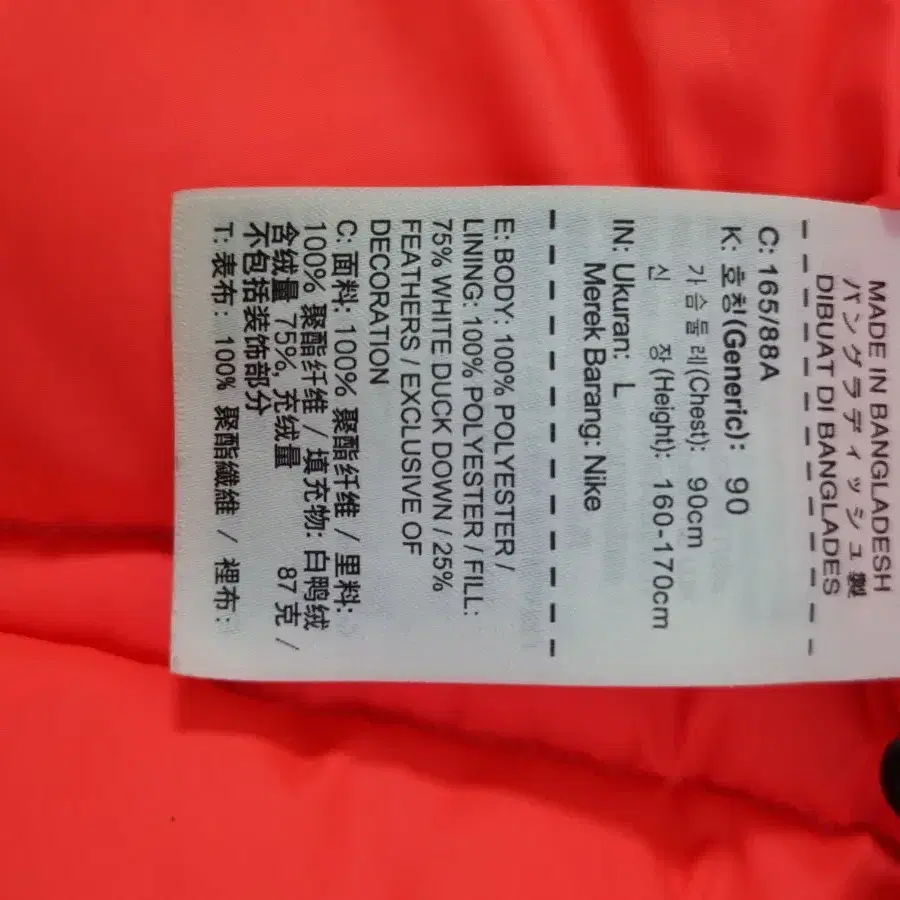 MADE IN BANGLADESH
バングラディッシュ製
DIBUAT DI BANGLADES
C: 165/88A
K: 호칭(Generic): 90
가슴둘레(Chest): 90cm
신 장(Height): 160-170cm
IN: Ukuran: L
Merek Barang: Nike
E: BODY: 100% POLYESTER /
LINING: 100% POLYESTER / FILL:
75% WHITE DUCK DOWN / 25%
FEATHERS / EXCLUSIVE OF
DECORATION
C: 面料: 100% 聚酯纤维 / 里料:
100% 聚酯纤维 / 填充物: 白鸭绒
含绒量 75%, 充绒量 87 克 /
不包括装饰部分
T: 表布: 100% 聚酯纖維 / 裡布: